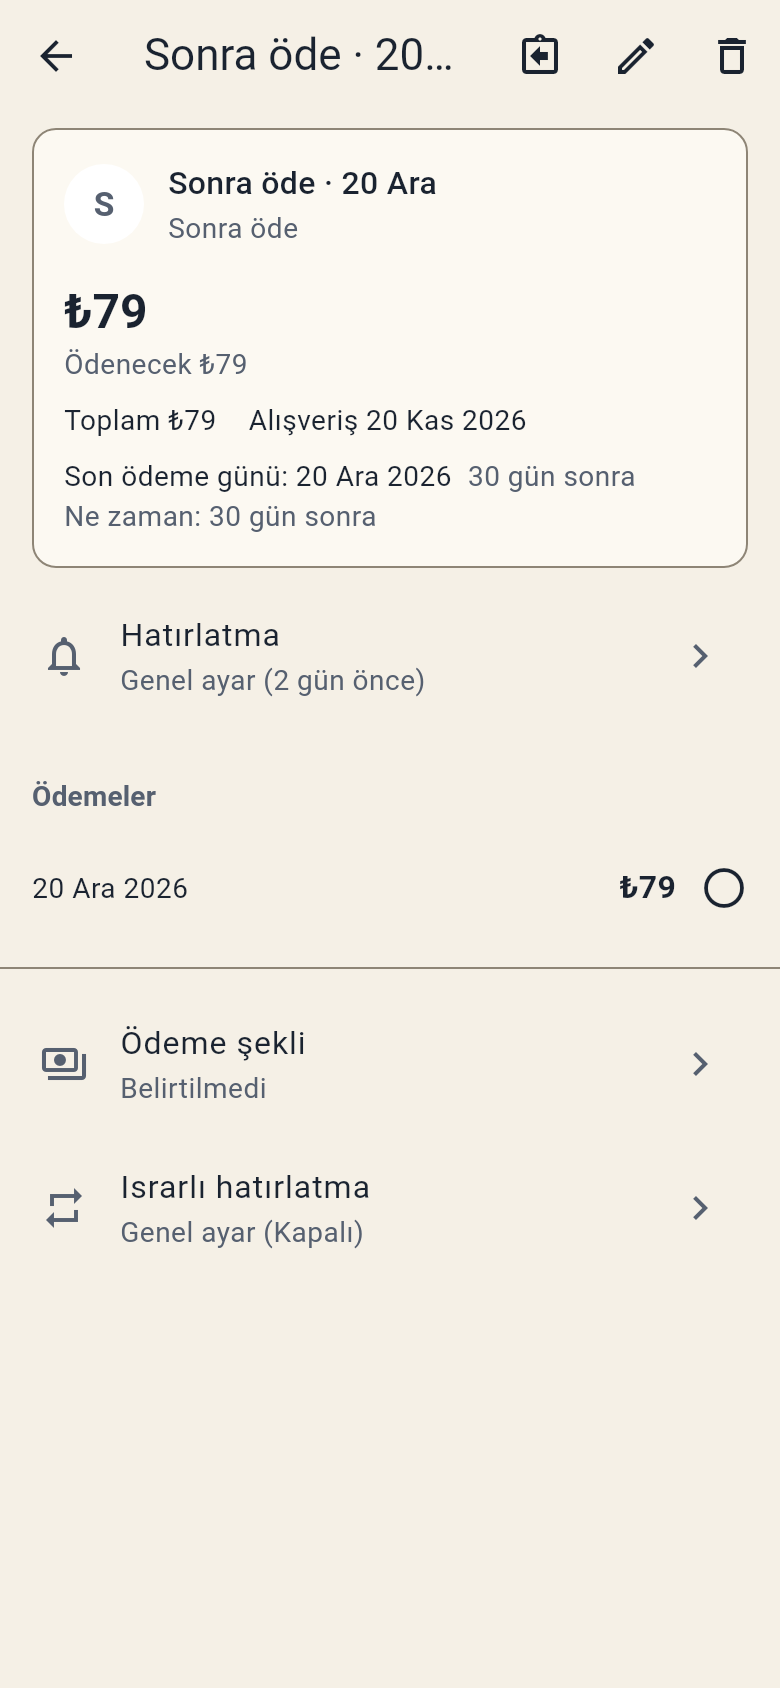 Sonra öde · 20…
S
Sonra öde · 20 Ara
Sonra öde
₺79
Ödenecek ₺79
Toplam ₺79 Alışveriş 20 Kas 2026
Son ödeme günü: 20 Ara 2026 30 gün sonra
Ne zaman: 30 gün sonra
Hatırlatma
Genel ayar (2 gün önce)
Ödemeler
20 Ara 2026 ₺79
Ödeme şekli
Belirtilmedi
Israrlı hatırlatma
Genel ayar (Kapalı)